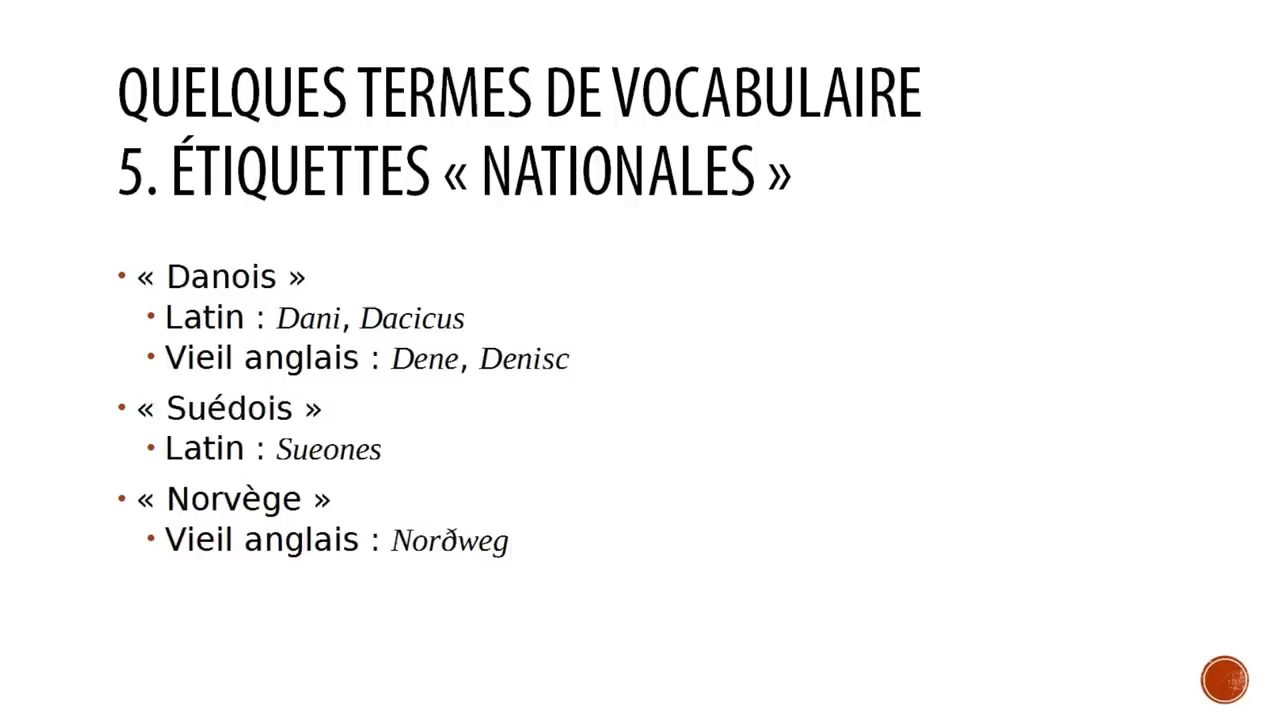 QUELQUES TERMES DE VOCABULAIRE
5. ÉTIQUETTES « NATIONALES »
• « Danois »
• Latin : Dani, Dacicus
• Vieil anglais : Dene, Denisc
• « Suédois »
• Latin : Sueones
• « Norvège »
• Vieil anglais : Norðweg